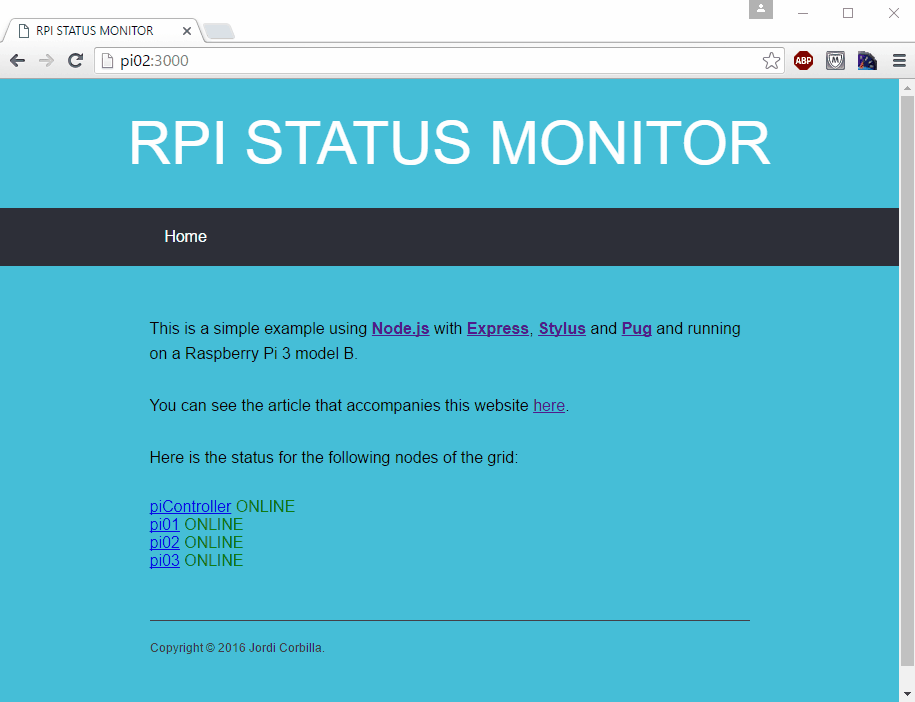 RPI STATUS MONITOR
pi02:3000
ABP
M
RPI STATUS MONITOR
Home
This is a simple example using Node.js with Express, Stylus and Pug and running
on a Raspberry Pi 3 model B.
You can see the article that accompanies this website here.
Here is the status for the following nodes of the grid:
piController ONLINE
pi01 ONLINE
pi02 ONLINE
pi03 ONLINE
Copyright © 2016 Jordi Corbilla.